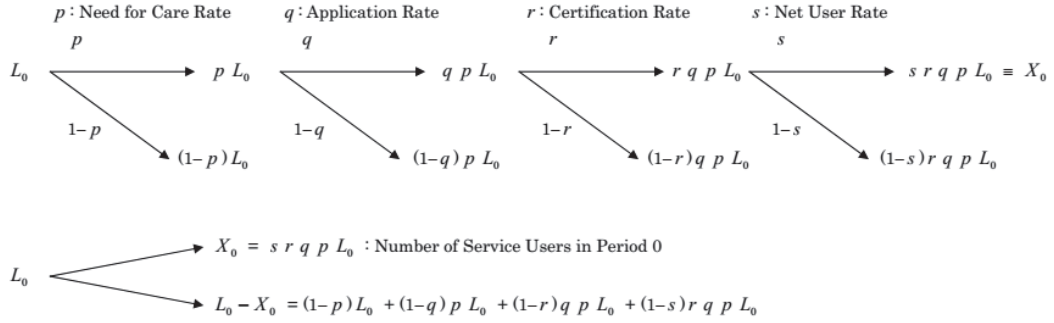 p : Need for Care Rate q : Application Rate r : Certification Rate s : Net User Rate
p q r s
L₀ p L₀ q p L₀ r q p L₀ s r q p L₀ ≡ X₀
1–p 1–q 1–r 1–s
(1–p) L₀ (1–q) p L₀ (1–r) q p L₀ (1–s) r q p L₀
X₀ = s r q p L₀ : Number of Service Users in Period 0
L₀
L₀ – X₀ = (1–p) L₀ + (1–q) p L₀ + (1–r) q p L₀ + (1–s) r q p L₀